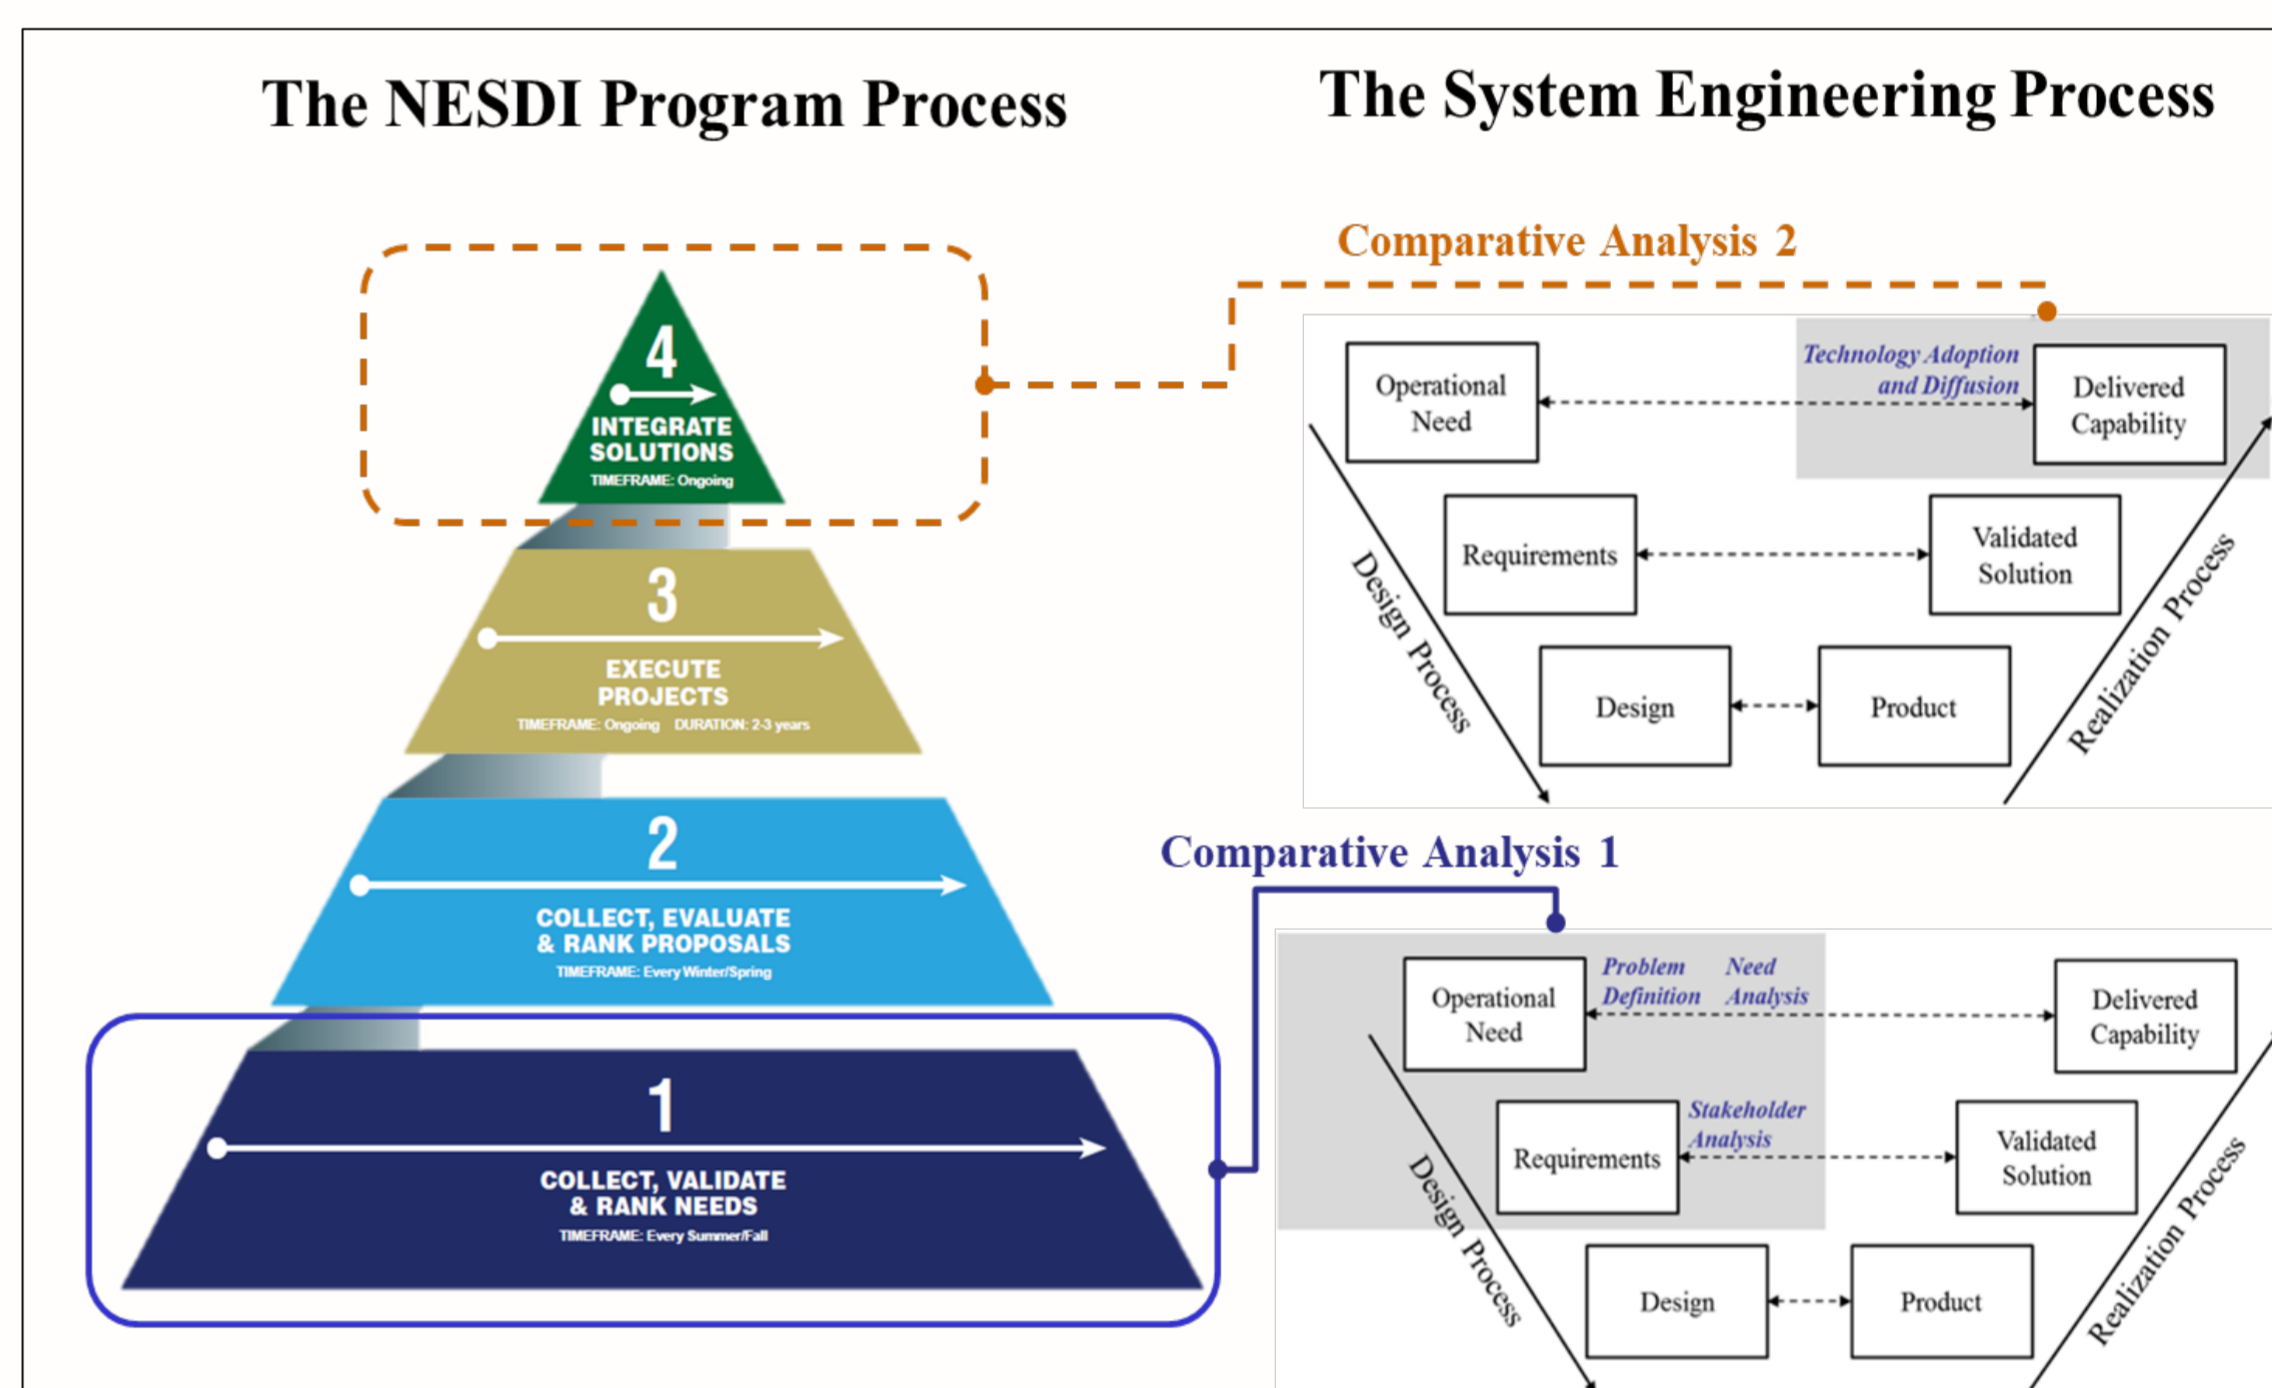 The NESDI Program Process
The System Engineering Process
4
INTEGRATE
SOLUTIONS
TIMEFRAME: Ongoing
3
EXECUTE
PROJECTS
TIMEFRAME: Ongoing DURATION: 2-3 years
2
COLLECT, EVALUATE
& RANK PROPOSALS
TIMEFRAME: Every Winter/Spring
1
COLLECT, VALIDATE
& RANK NEEDS
TIMEFRAME: Every Summer/Fall
Comparative Analysis 2
Operational
Need
Technology Adoption
and Diffusion
Delivered
Capability
Requirements
Validated
Solution
Design
Product
Design Process
Realization Process
Comparative Analysis 1
Operational
Need
Problem
Definition
Need
Analysis
Delivered
Capability
Requirements
Stakeholder
Analysis
Validated
Solution
Design
Product
Design Process
Realization Process